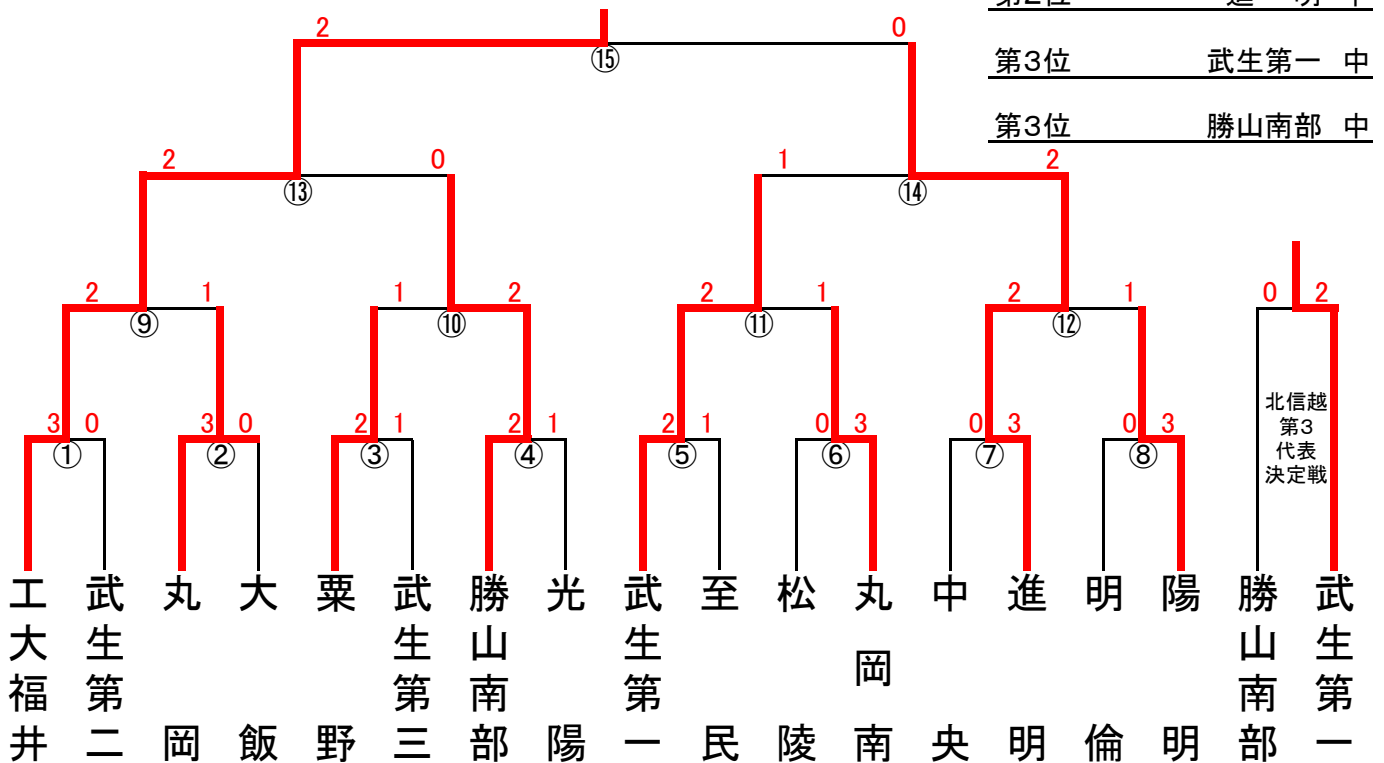 第2位 進 明 中
第3位 武生第一 中
第3位 勝山南部 中
2 ⑮ 0
2 ⑬ 0
1 ⑭ 2
2 ⑨ 1
1 ⑩ 2
2 ⑪ 1
2 ⑫ 1
0 2
3 ① 0
3 ② 0
2 ③ 1
2 ④ 1
2 ⑤ 1
0 ⑥ 3
0 ⑦ 3
0 ⑧ 3
北信越
第3
代表
決定戦
工大福井
武生第二
丸岡
大飯
粟野
武生第三
勝山南部
光陽
武生第一
至民
松陵
丸岡南
中央
進明
明倫
陽明
勝山南部
武生第一